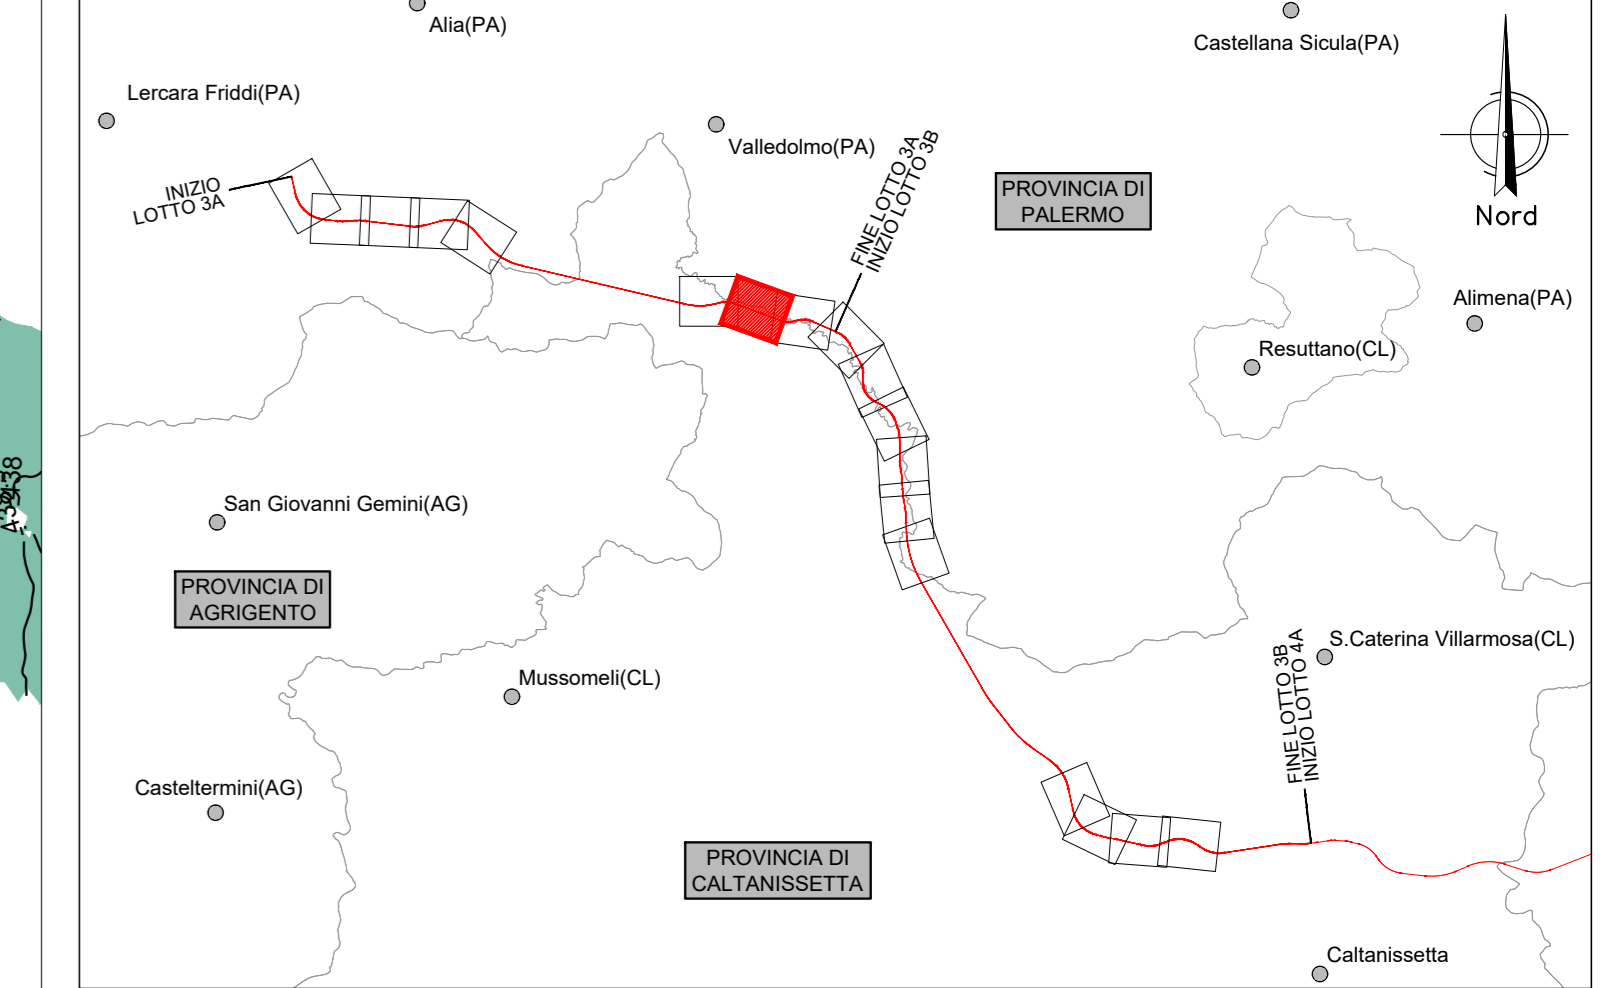 Alia(PA)
Castellana Sicula(PA)
Lercara Friddi(PA)
Valledolmo(PA)
INIZIO
LOTTO 3A
FINE LOTTO 3A
INIZIO LOTTO 3B
PROVINCIA DI
PALERMO
Nord
Alimena(PA)
Resuttano(CL)
San Giovanni Gemini(AG)
PROVINCIA DI
AGRIGENTO
S.Caterina Villarmosa(CL)
FINE LOTTO 3B
INIZIO LOTTO 4A
Mussomeli(CL)
Casteltermini(AG)
PROVINCIA DI
CALTANISSETTA
Caltanissetta